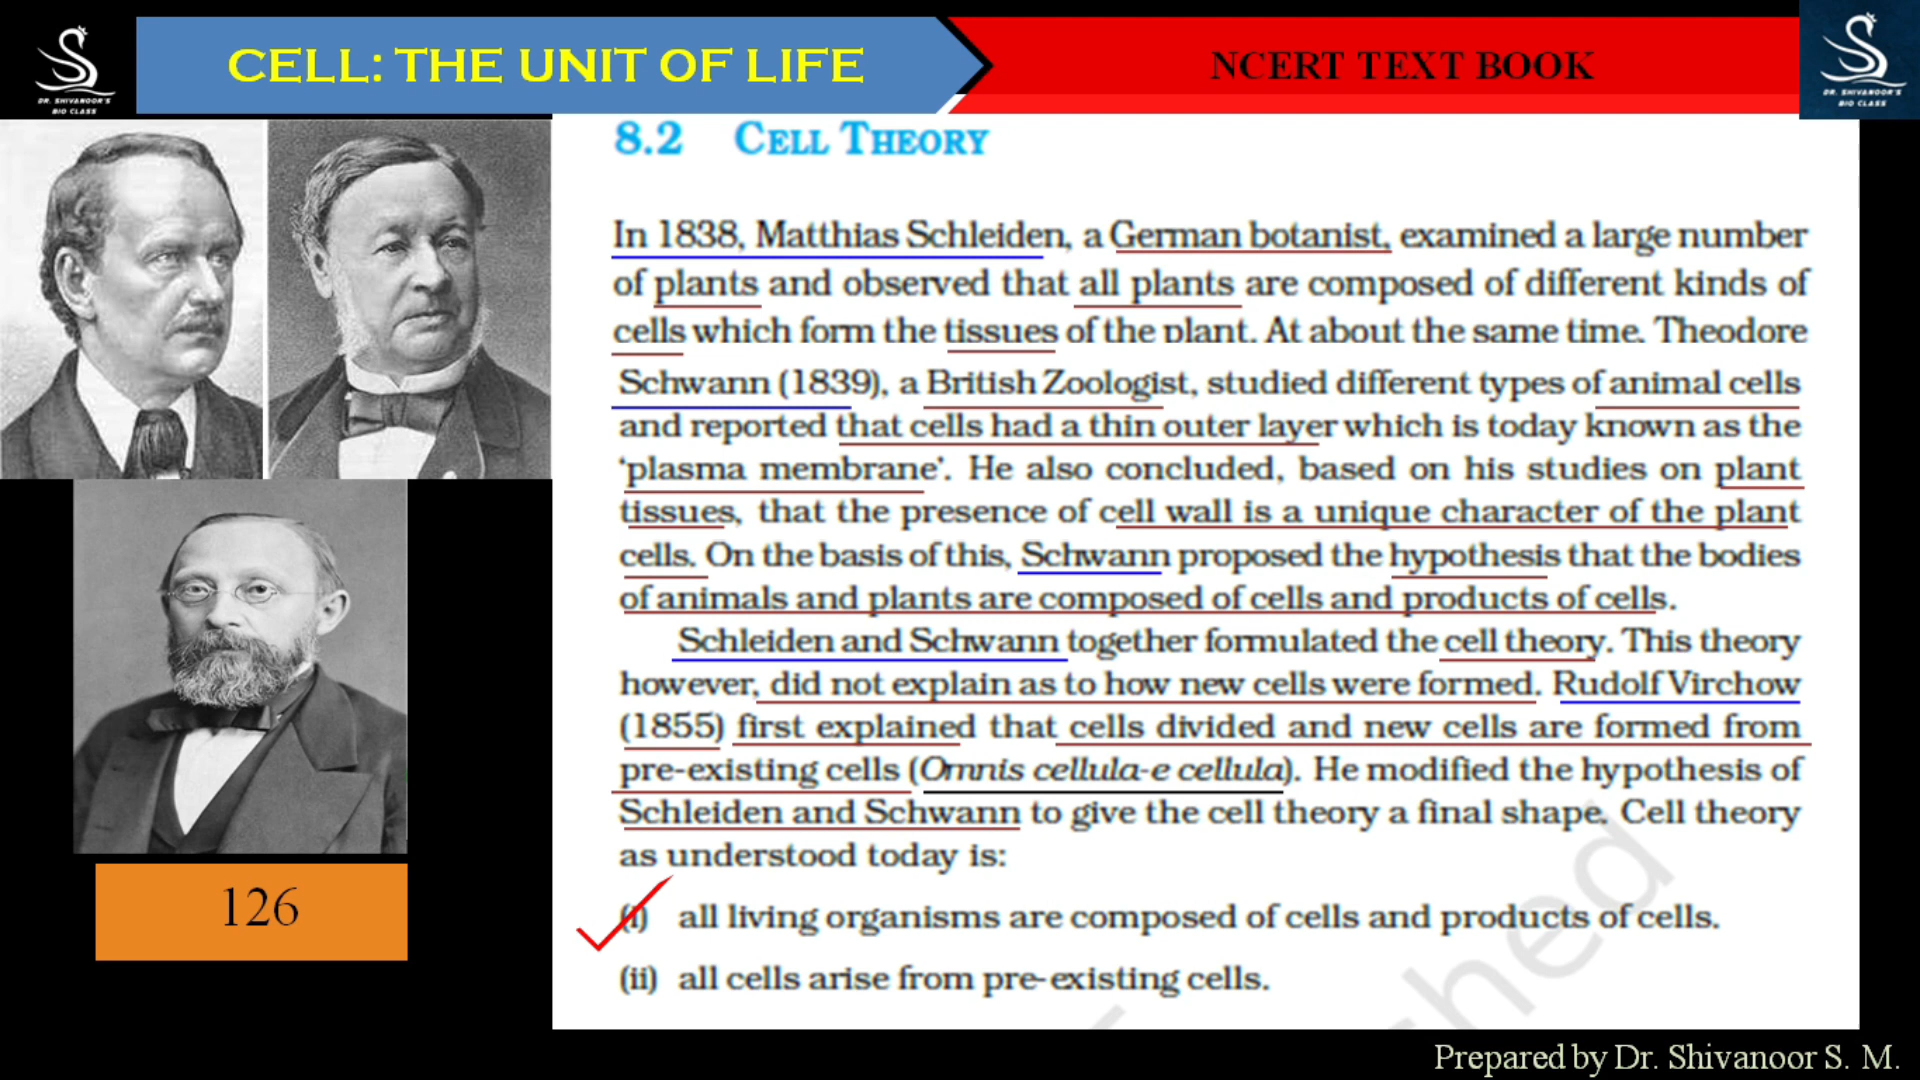 DR. SHIVANOOR'S
BIO CLASS
CELL: THE UNIT OF LIFE
NCERT TEXT BOOK
DR. SHIVANOOR'S
BIO CLASS
8.2 CELL THEORY
In 1838, Matthias Schleiden, a German botanist, examined a large number
of plants and observed that all plants are composed of different kinds of
cells which form the tissues of the plant. At about the same time, Theodore
Schwann (1839), a British Zoologist, studied different types of animal cells
and reported that cells had a thin outer layer which is today known as the
‘plasma membrane’. He also concluded, based on his studies on plant
tissues, that the presence of cell wall is a unique character of the plant
cells. On the basis of this, Schwann proposed the hypothesis that the bodies
of animals and plants are composed of cells and products of cells.
Schleiden and Schwann together formulated the cell theory. This theory
however, did not explain as to how new cells were formed. Rudolf Virchow
(1855) first explained that cells divided and new cells are formed from
pre-existing cells (Omnis cellula-e cellula). He modified the hypothesis of
Schleiden and Schwann to give the cell theory a final shape. Cell theory
as understood today is:
(i) all living organisms are composed of cells and products of cells.
(ii) all cells arise from pre-existing cells.
126
Prepared by Dr. Shivanoor S. M.